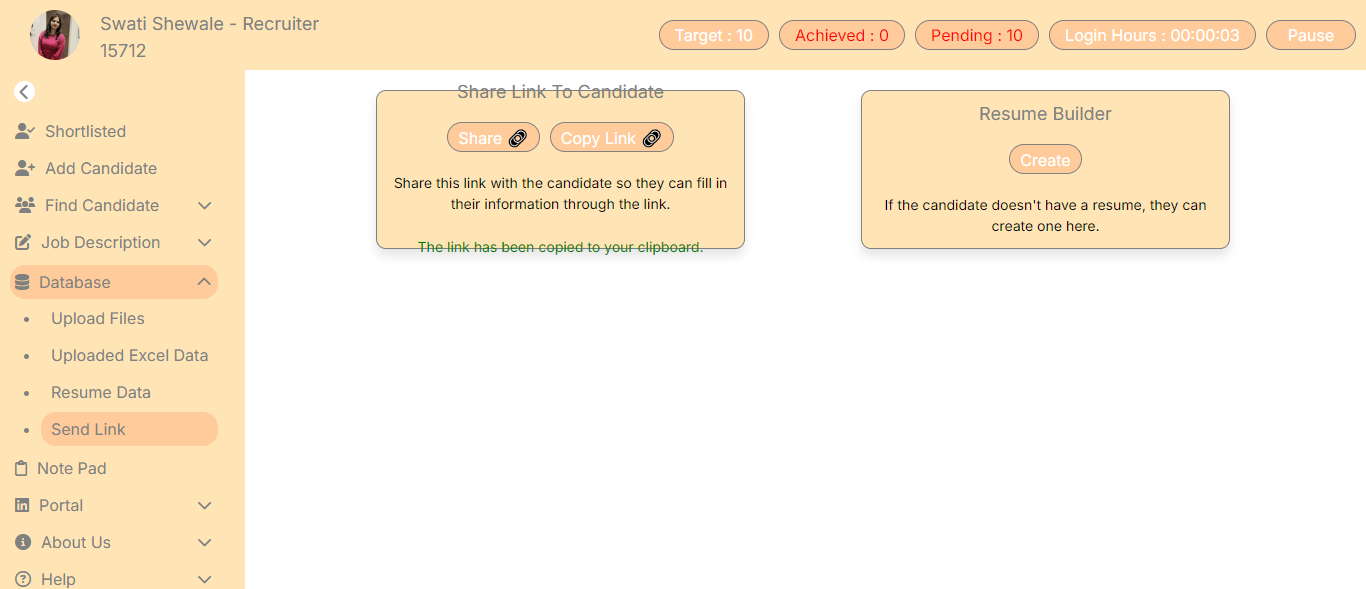 Swati Shewale - Recruiter
15712
Target : 10
Achieved : 0
Pending : 10
Login Hours : 00:00:03
Pause
Shortlisted
Add Candidate
Find Candidate
Job Description
Database
Upload Files
Uploaded Excel Data
Resume Data
Send Link
Note Pad
Portal
About Us
Help
Share Link To Candidate
Share
Copy Link
Share this link with the candidate so they can fill in
their information through the link.
The link has been copied to your clipboard.
Resume Builder
Create
If the candidate doesn't have a resume, they can
create one here.